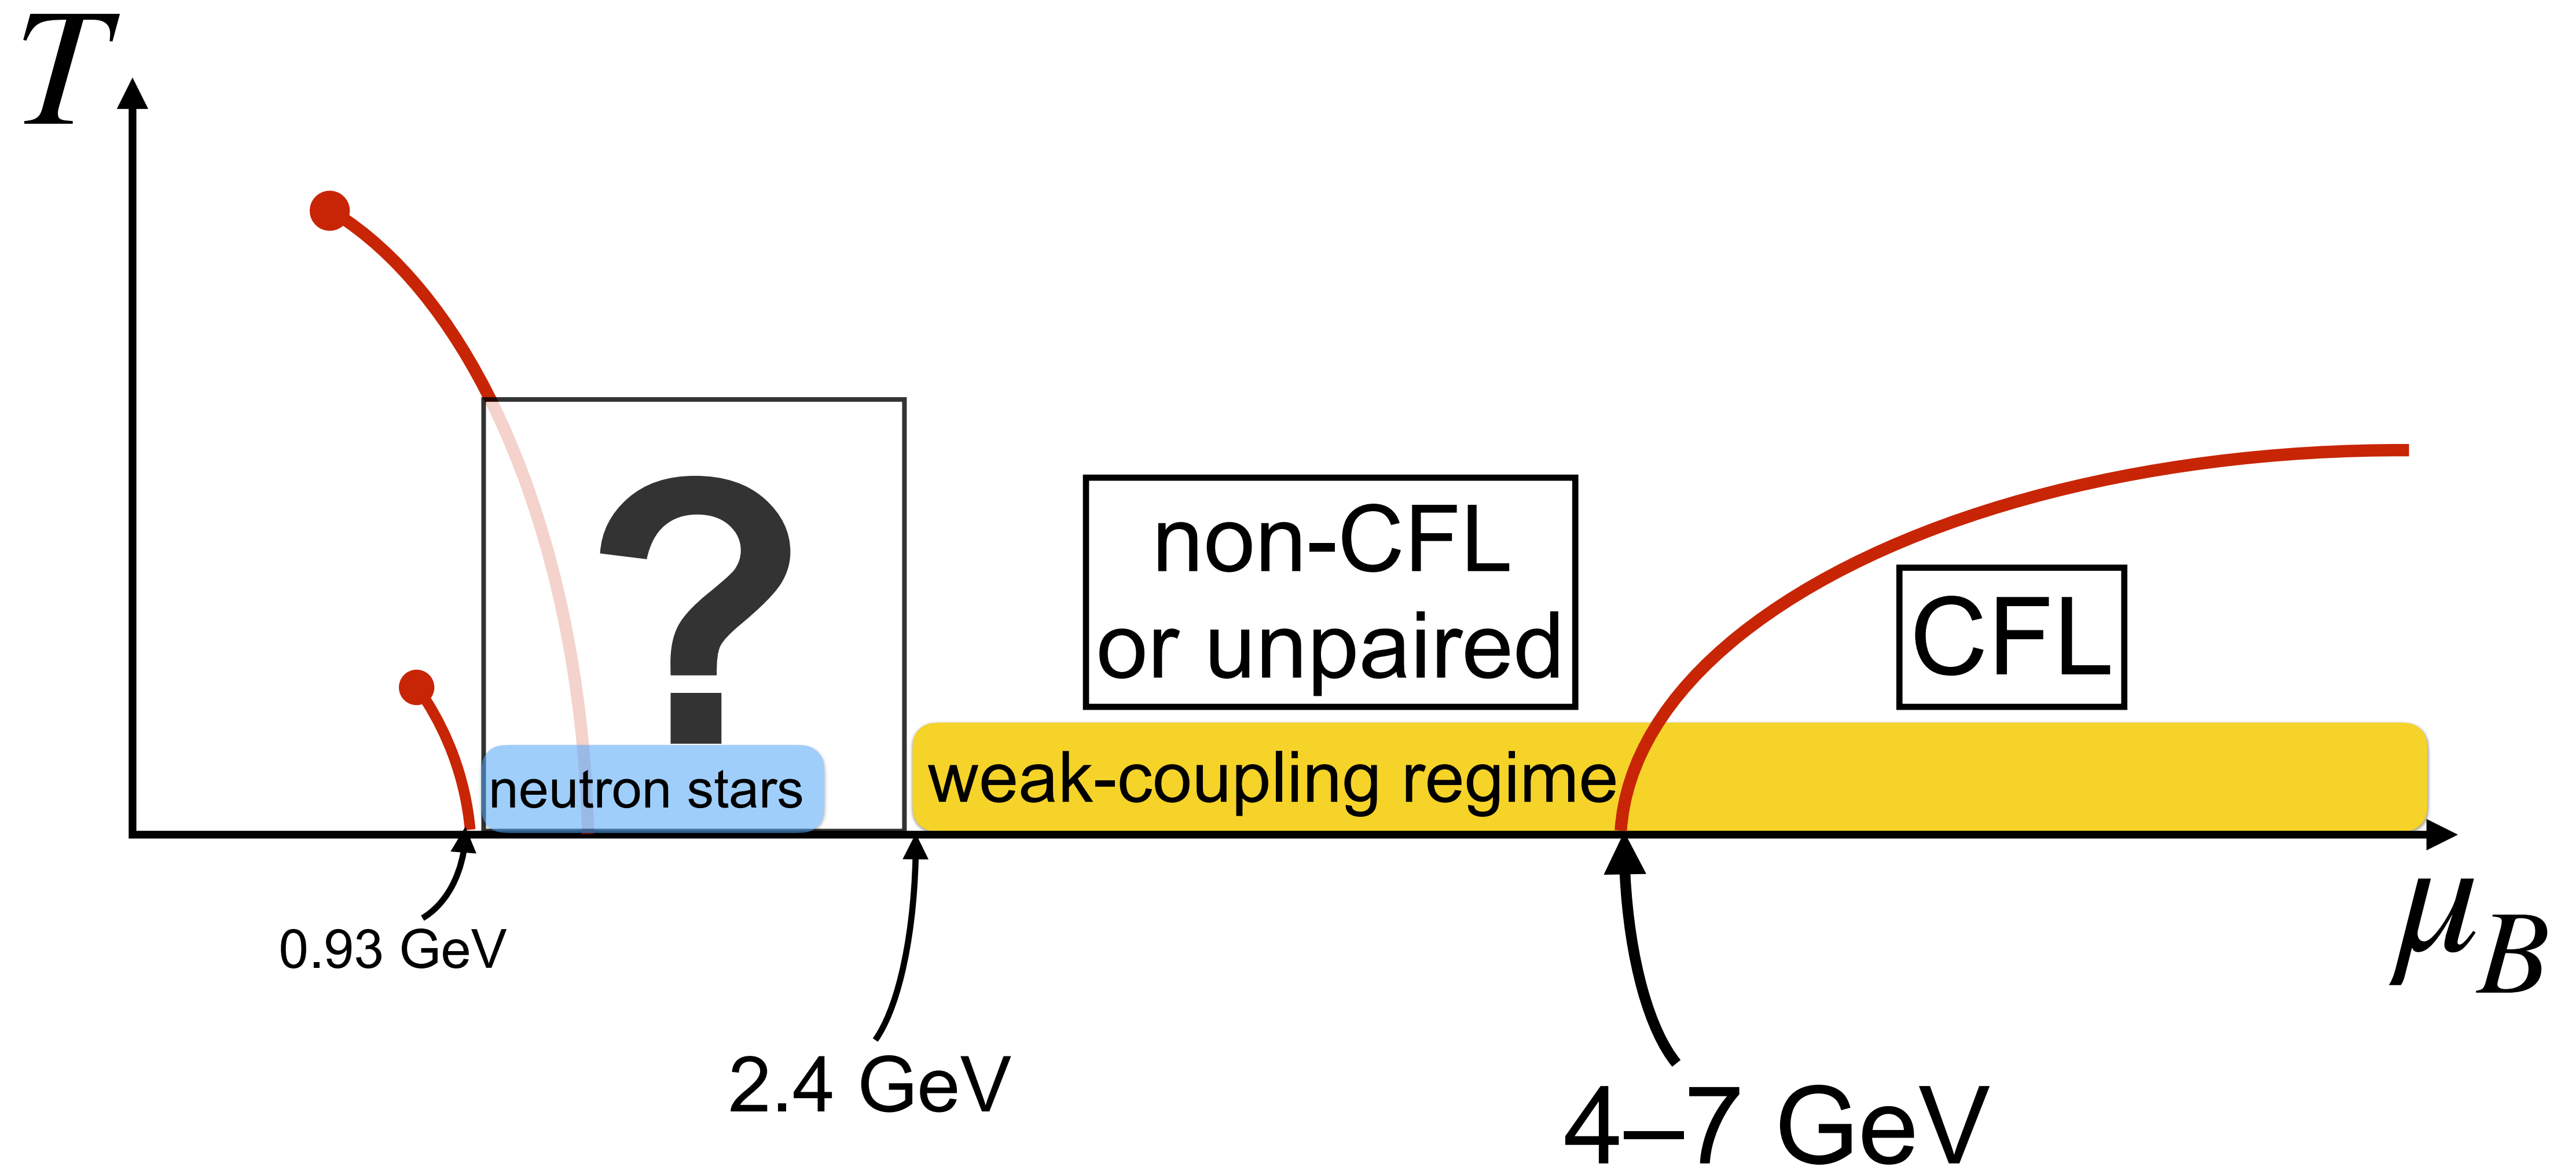 T
?
non-CFL
or unpaired
CFL
neutron stars
weak-coupling regime
μ_B
0.93 GeV
2.4 GeV
4–7 GeV